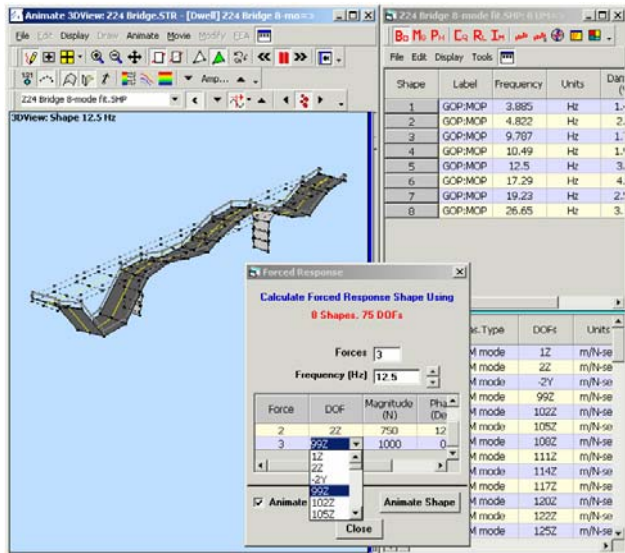 Animate 3DView: Z24 Bridge.STR - [Dwell] Z24 Bridge 8-mo=>
File Edit Display Draw Animate Movie Modify FEA
Amp...
Z24 Bridge 8-mode fit.SHP
3DView: Shape 12.5 Hz
Z24 Bridge 8-mode fit.SHP:
File Edit Display Tools
Shape Label Frequency Units
1 GOP:MOP 3.885 Hz
2 GOP:MOP 4.822 Hz
3 GOP:MOP 9.787 Hz
4 GOP:MOP 10.49 Hz
5 GOP:MOP 12.5 Hz
6 GOP:MOP 17.29 Hz
7 GOP:MOP 19.23 Hz
8 GOP:MOP 26.65 Hz
Forced Response
Calculate Forced Response Shape Using
8 Shapes, 75 DOFs
Forces 3
Frequency (Hz) 12.5
Force DOF Magnitude (N)
2 2Z 750 12
3 99Z 1000 0
1Z
2Z
-2Y
99Z
102Z
105Z
Animate
Animate Shape
Close
Type DOFs Units
M mode 1Z m/N-se
M mode 2Z m/N-se
M mode -2Y m/N-se
M mode 99Z m/N-se
M mode 102Z m/N-se
M mode 105Z m/N-se
M mode 108Z m/N-se
M mode 111Z m/N-se
M mode 114Z m/N-se
M mode 117Z m/N-se
M mode 120Z m/N-se
M mode 122Z m/N-se
M mode 125Z m/N-se